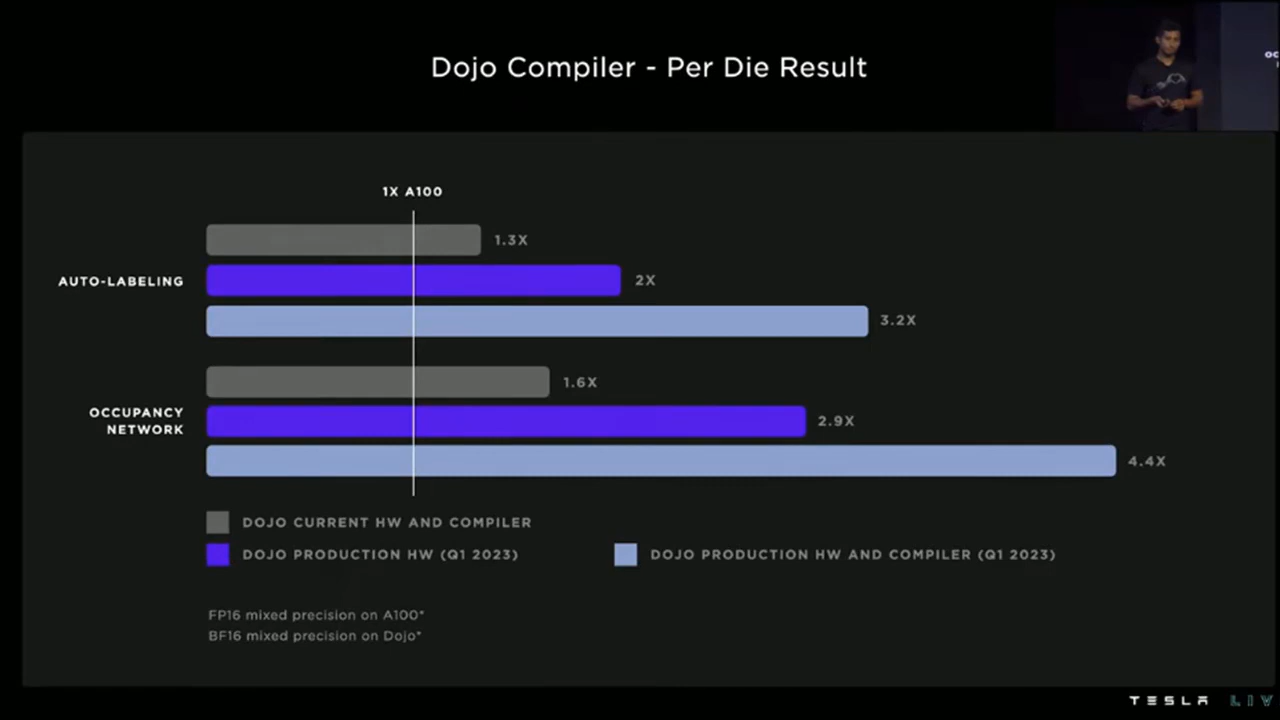 Dojo Compiler - Per Die Result
1X A100
1.3X
AUTO-LABELING
2X
3.2X
1.6X
OCCUPANCY
NETWORK
2.9X
4.4X
DOJO CURRENT HW AND COMPILER
DOJO PRODUCTION HW (Q1 2023)
DOJO PRODUCTION HW AND COMPILER (Q1 2023)
FP16 mixed precision on A100*
BF16 mixed precision on Dojo*
TESLA LIV